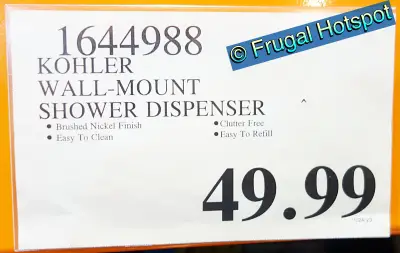 1644988
© Frugal Hotspot
KOHLER
WALL-MOUNT
SHOWER DISPENSER
• Brushed Nickel Finish
• Clutter Free
• Easy To Clean
• Easy To Refill
49.99